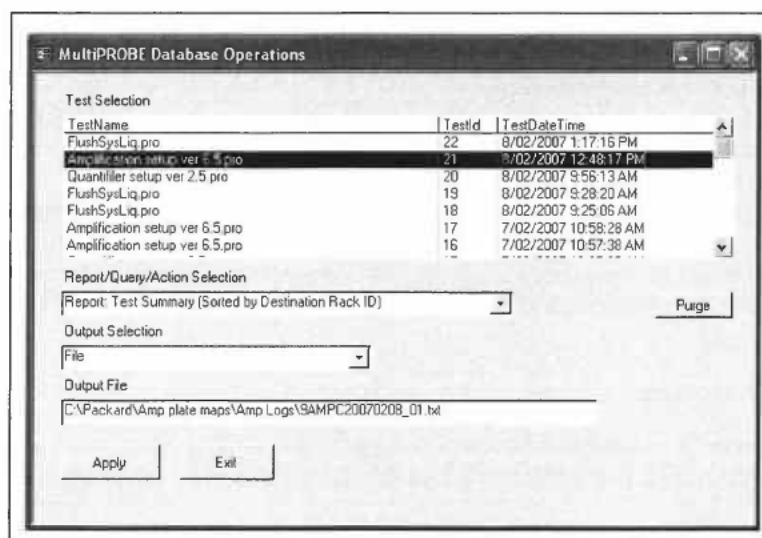 MultiPROBE Database Operations
Test Selection
TestName TestId TestDateTime
FlushSysLiq.pro 22 8/02/2007 1:17:16 PM
Amplification setup ver 6.5.pro 21 8/02/2007 12:48:17 PM
Quantifiler setup ver 2.5.pro 20 8/02/2007 9:56:13 AM
FlushSysLiq.pro 19 8/02/2007 9:28:20 AM
FlushSysLiq.pro 18 8/02/2007 9:25:06 AM
Amplification setup ver 6.5.pro 17 7/02/2007 10:58:28 AM
Amplification setup ver 6.5.pro 16 7/02/2007 10:57:38 AM
Report/Query/Action Selection
Report: Test Summary (Sorted by Destination Rack ID)
Purge
Output Selection
File
Output File
C:\Packard\Amp plate maps\Amp Logs\9AMPC20070208_01.txt
Apply Exit